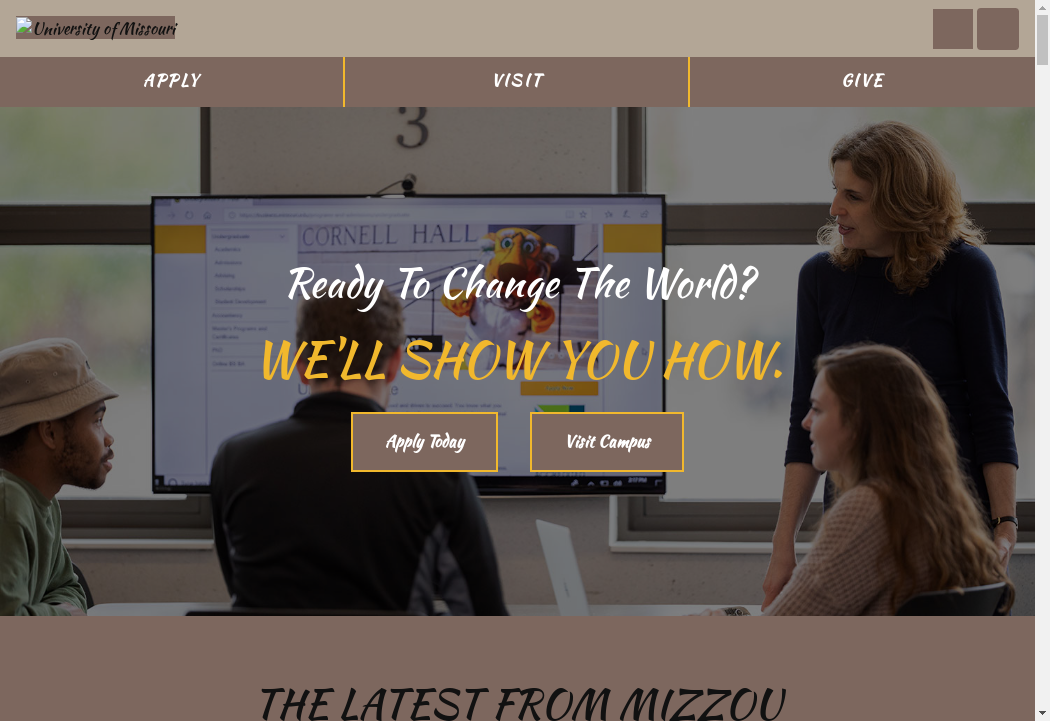 University of Missouri
APPLY
VISIT
GIVE
3
CORNELL HALL
Ready To Change The World?
WE'LL SHOW YOU HOW.
Apply Today
Visit Campus
THE LATEST FROM MIZZOU